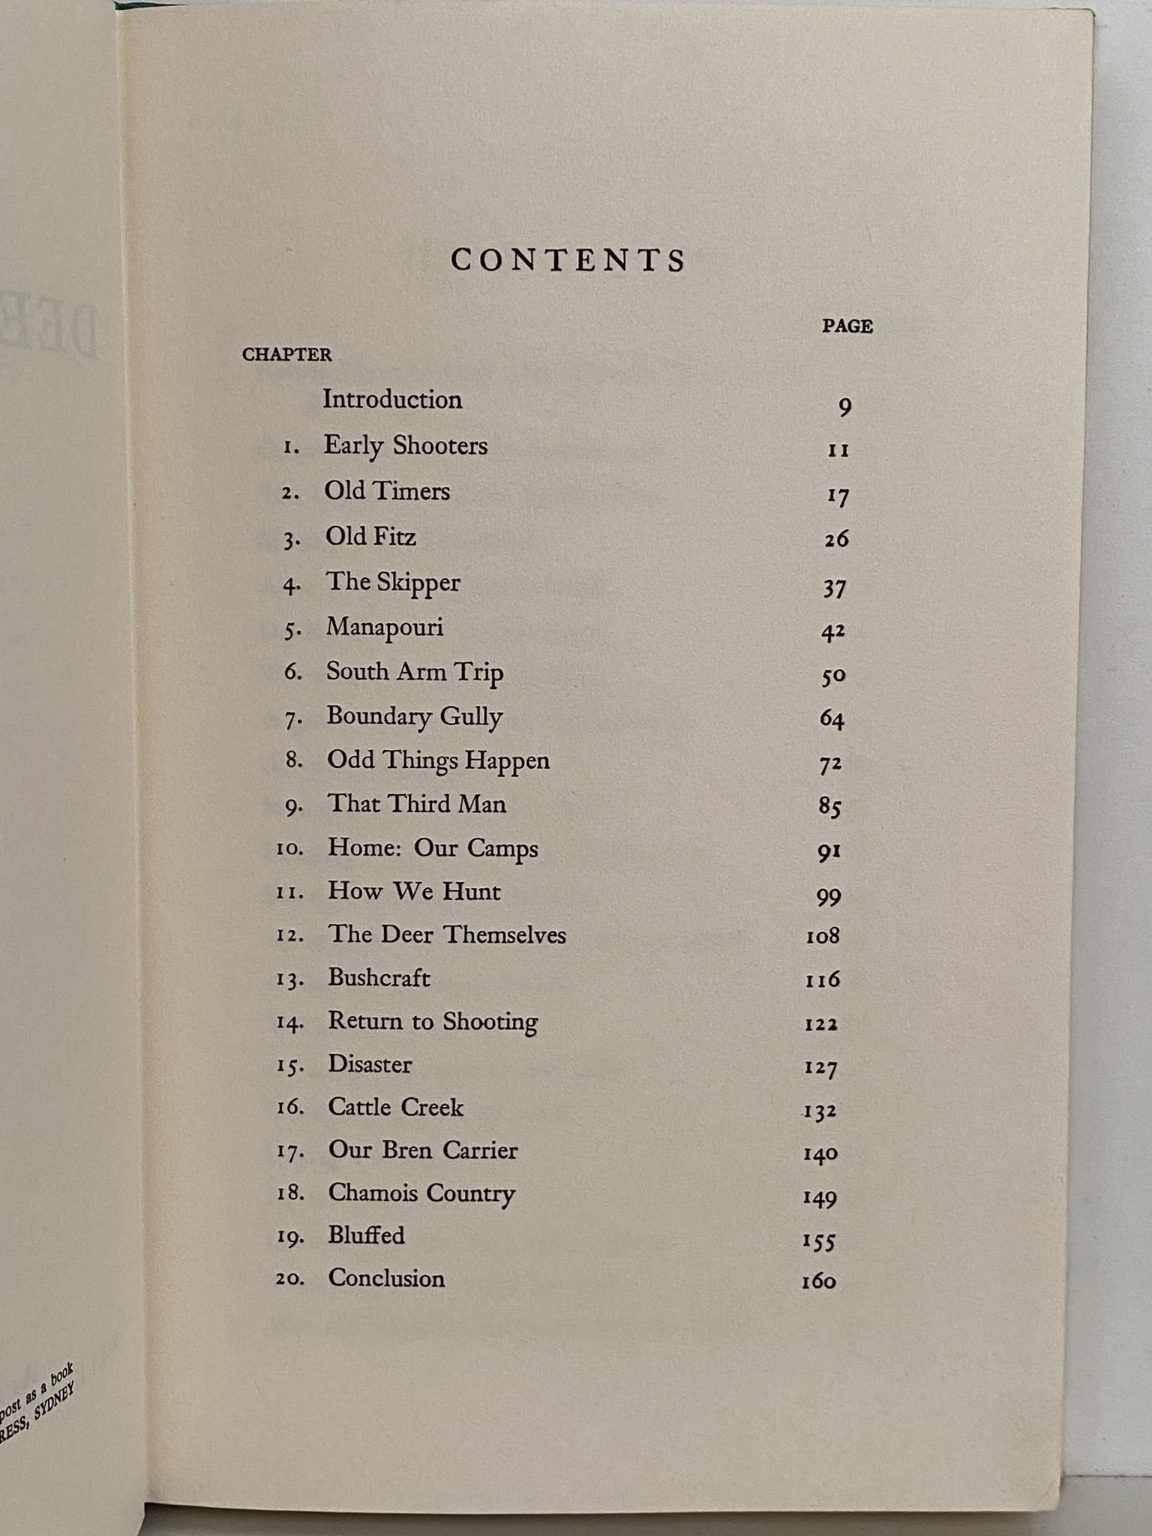 CONTENTS
PAGE
CHAPTER
Introduction 9
1. Early Shooters 11
2. Old Timers 17
3. Old Fitz 26
4. The Skipper 37
5. Manapouri 42
6. South Arm Trip 50
7. Boundary Gully 64
8. Odd Things Happen 72
9. That Third Man 85
10. Home: Our Camps 91
11. How We Hunt 99
12. The Deer Themselves 108
13. Bushcraft 116
14. Return to Shooting 122
15. Disaster 127
16. Cattle Creek 132
17. Our Bren Carrier 140
18. Chamois Country 149
19. Bluffed 155
20. Conclusion 160
post as a book
RESS, SYDNEY